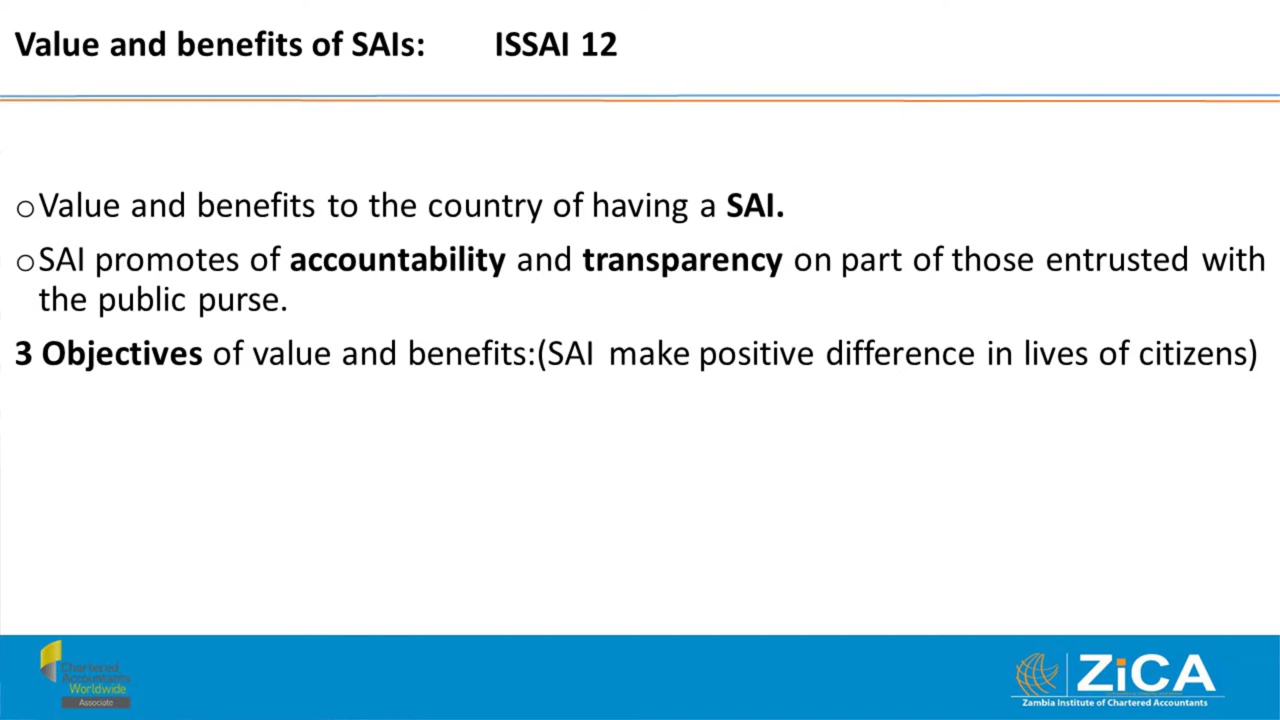 Value and benefits of SAIs: ISSAI 12
oValue and benefits to the country of having a SAI.
oSAI promotes of accountability and transparency on part of those entrusted with
the public purse.
3 Objectives of value and benefits:(SAI make positive difference in lives of citizens)
Chartered
Accountants
Worldwide
Associate
ZiCA
Zambia Institute of Chartered Accountants